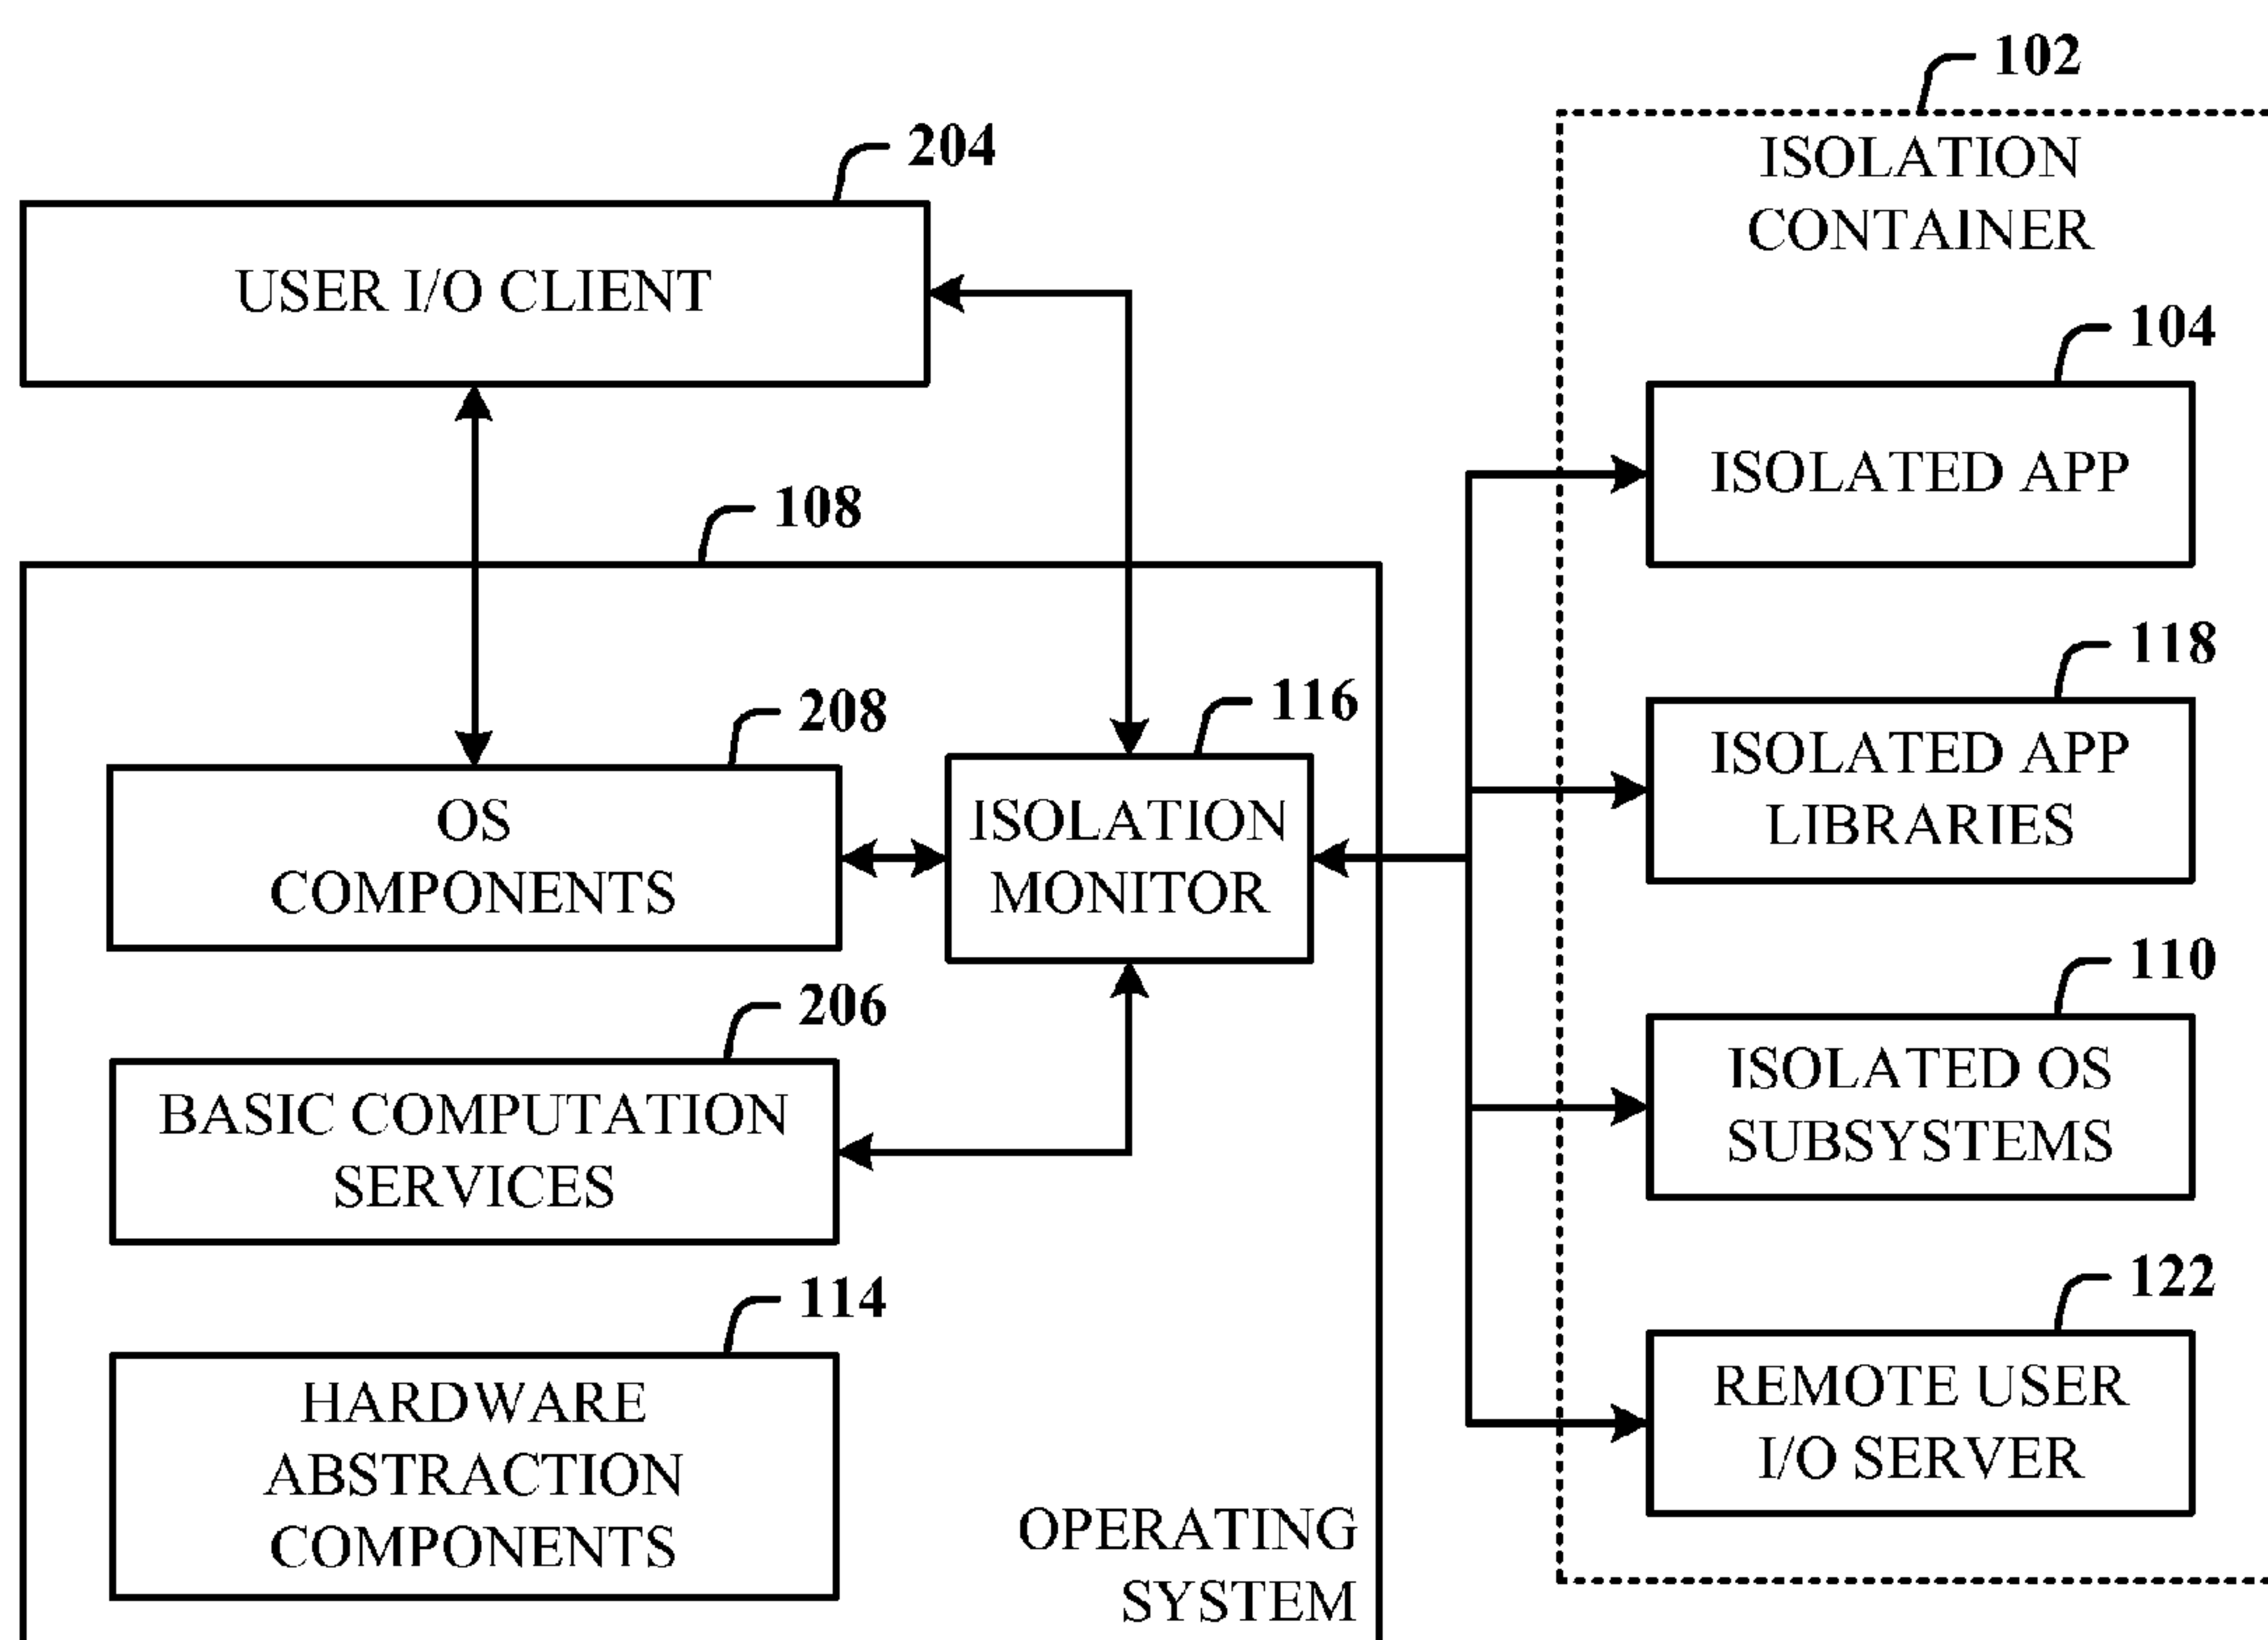 102
ISOLATION
CONTAINER
204
USER I/O CLIENT
104
ISOLATED APP
108
118
ISOLATED APP
LIBRARIES
208
OS
COMPONENTS
116
ISOLATION
MONITOR
110
ISOLATED OS
SUBSYSTEMS
206
BASIC COMPUTATION
SERVICES
122
REMOTE USER
I/O SERVER
114
HARDWARE
ABSTRACTION
COMPONENTS
OPERATING
SYSTEM